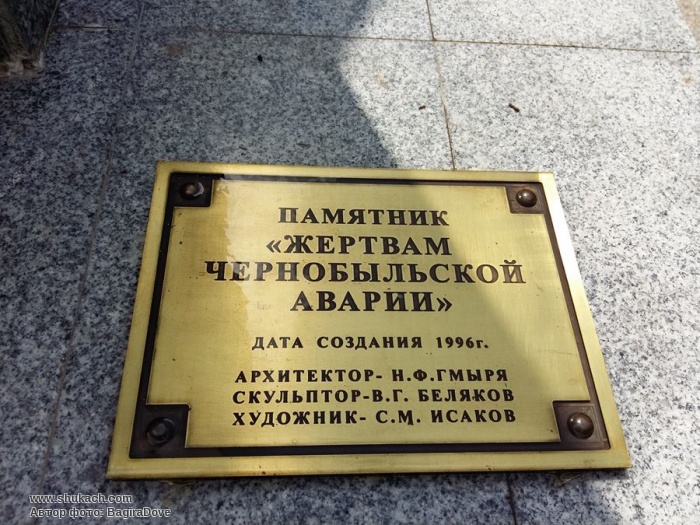 ПАМЯТНИК
«ЖЕРТВАМ
ЧЕРНОБЫЛЬСКОЙ
АВАРИИ»
ДАТА СОЗДАНИЯ 1996г.
АРХИТЕКТОР- Н.Ф.ГМЫРЯ
СКУЛЬПТОР-В.Г. БЕЛЯКОВ
ХУДОЖНИК- С.М. ИСАКОВ
www.shukach.com
Автор фото: BagiraDove